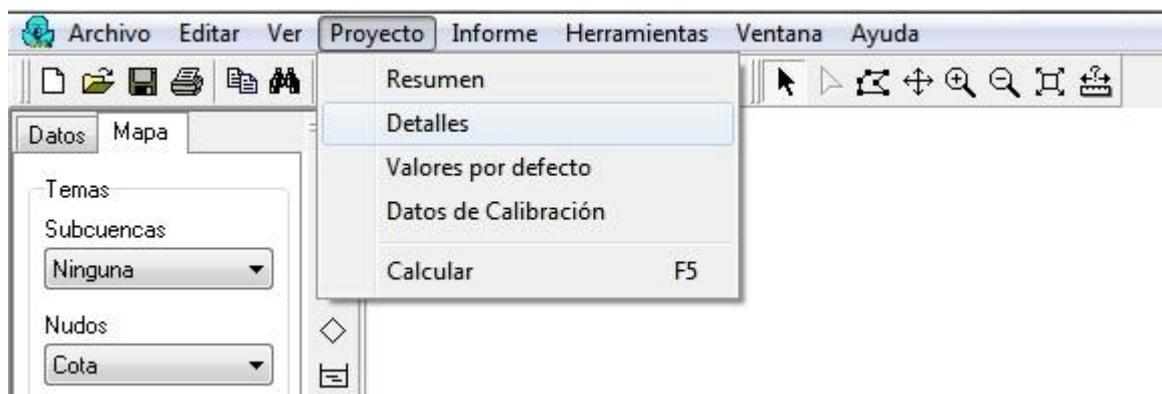 Archivo Editar Ver Proyecto Informe Herramientas Ventana Ayuda
Resumen
Detalles
Valores por defecto
Datos de Calibración
Calcular F5
Datos Mapa
Temas
Subcuencas
Ninguna
Nudos
Cota